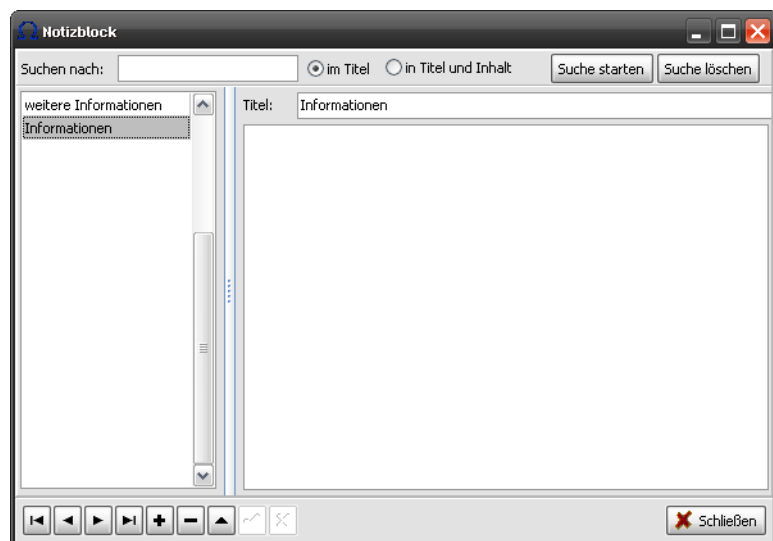 Notizblock
Suchen nach: im Titel in Titel und Inhalt Suche starten Suche löschen
weitere Informationen
Informationen
Titel: Informationen
Schließen